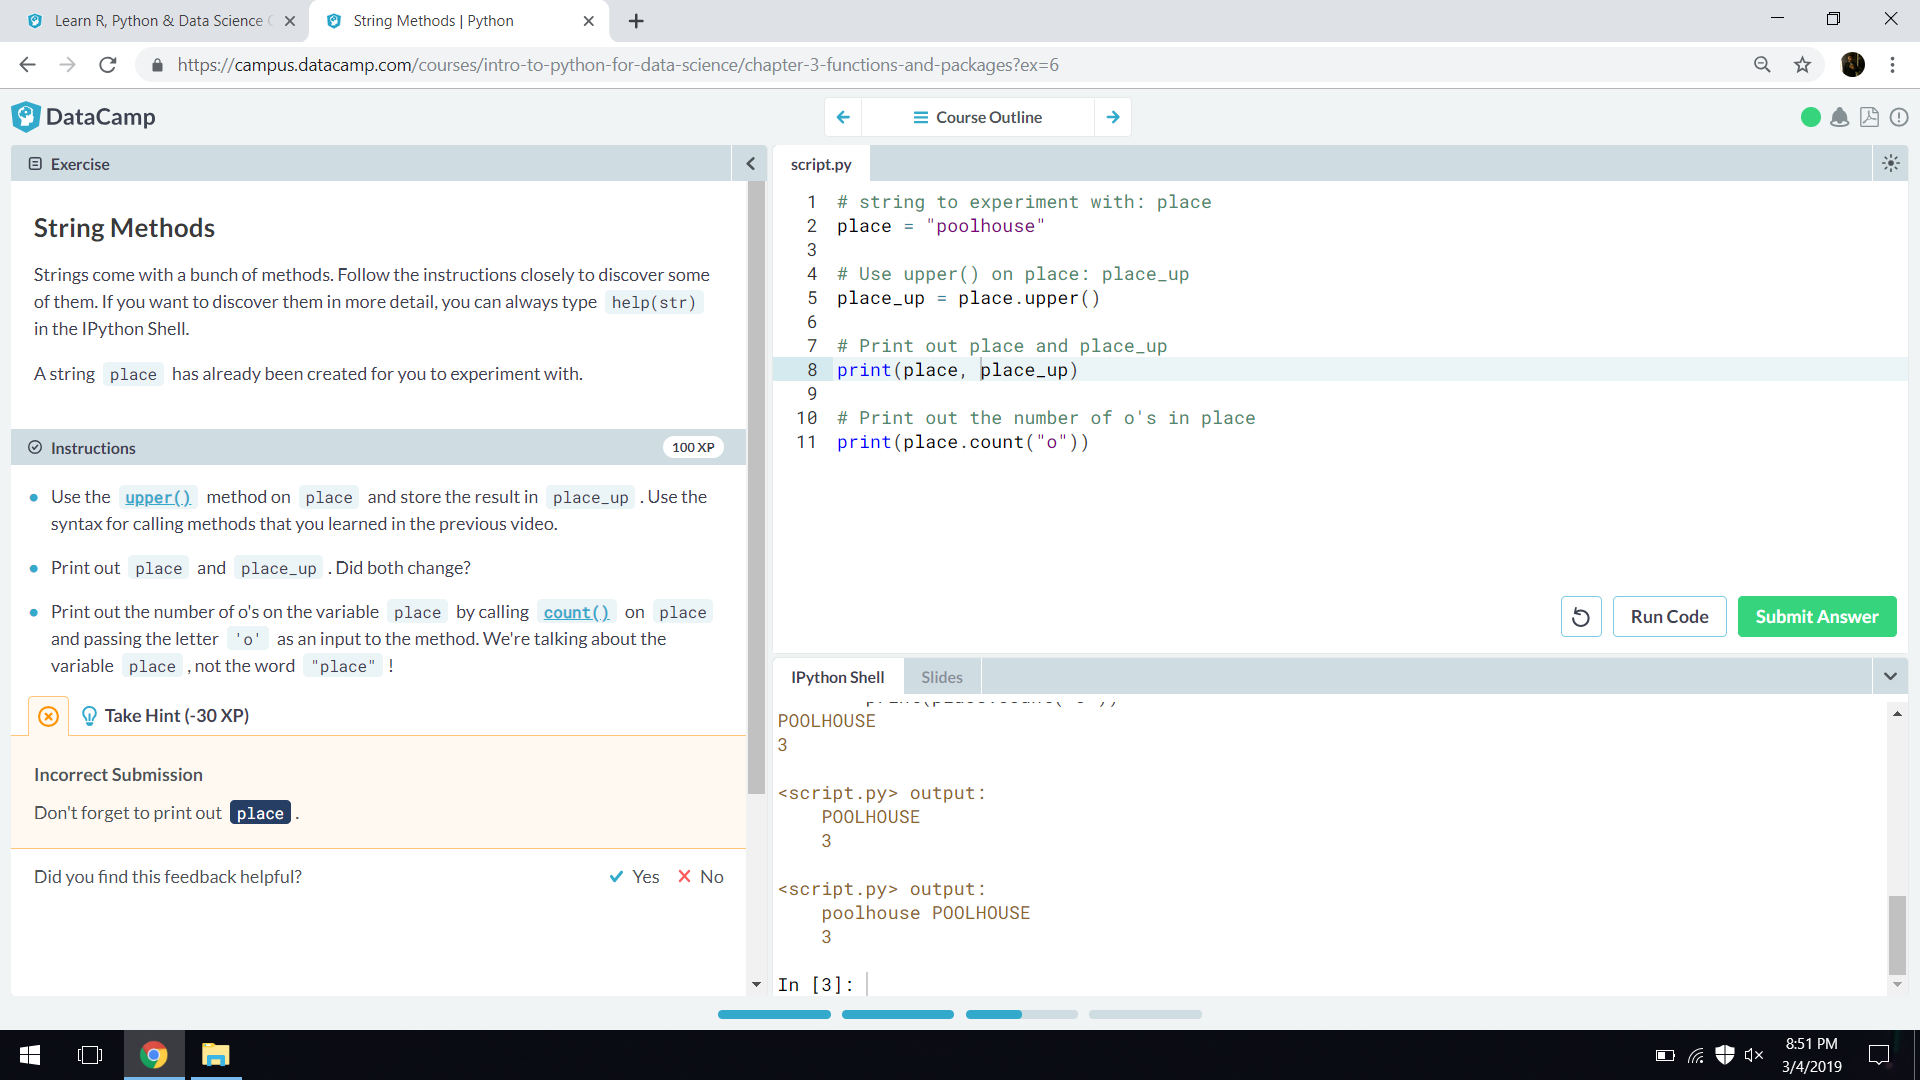 Learn R, Python & Data Science
String Methods | Python
https://campus.datacamp.com/courses/intro-to-python-for-data-science/chapter-3-functions-and-packages?ex=6
DataCamp
Course Outline
Exercise
String Methods
Strings come with a bunch of methods. Follow the instructions closely to discover some
of them. If you want to discover them in more detail, you can always type help(str)
in the IPython Shell.
A string place has already been created for you to experiment with.
Instructions
100 XP
Use the upper() method on place and store the result in place_up . Use the
syntax for calling methods that you learned in the previous video.
Print out place and place_up . Did both change?
Print out the number of o's on the variable place by calling count() on place
and passing the letter 'o' as an input to the method. We're talking about the
variable place , not the word "place" !
Take Hint (-30 XP)
Incorrect Submission
Don't forget to print out place .
Did you find this feedback helpful?
Yes
No
script.py
1 # string to experiment with: place
2 place = "poolhouse"
3
4 # Use upper() on place: place_up
5 place_up = place.upper()
6
7 # Print out place and place_up
8 print(place, place_up)
9
10 # Print out the number of o's in place
11 print(place.count("o"))
Run Code
Submit Answer
IPython Shell
Slides
POOLHOUSE
3
<script.py> output:
POOLHOUSE
3
<script.py> output:
poolhouse POOLHOUSE
3
In [3]:
8:51 PM
3/4/2019